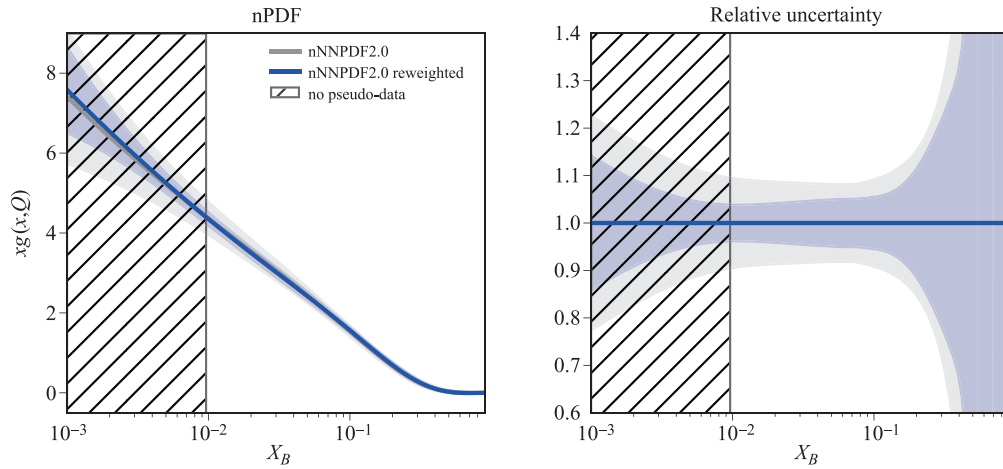 nPDF
nNNPDF2.0
nNNPDF2.0 reweighted
no pseudo-data
xg(x,Q)
8
6
4
2
0
10⁻³
10⁻²
10⁻¹
X_B
Relative uncertainty
1.4
1.3
1.2
1.1
1.0
0.9
0.8
0.7
0.6
10⁻³
10⁻²
10⁻¹
X_B